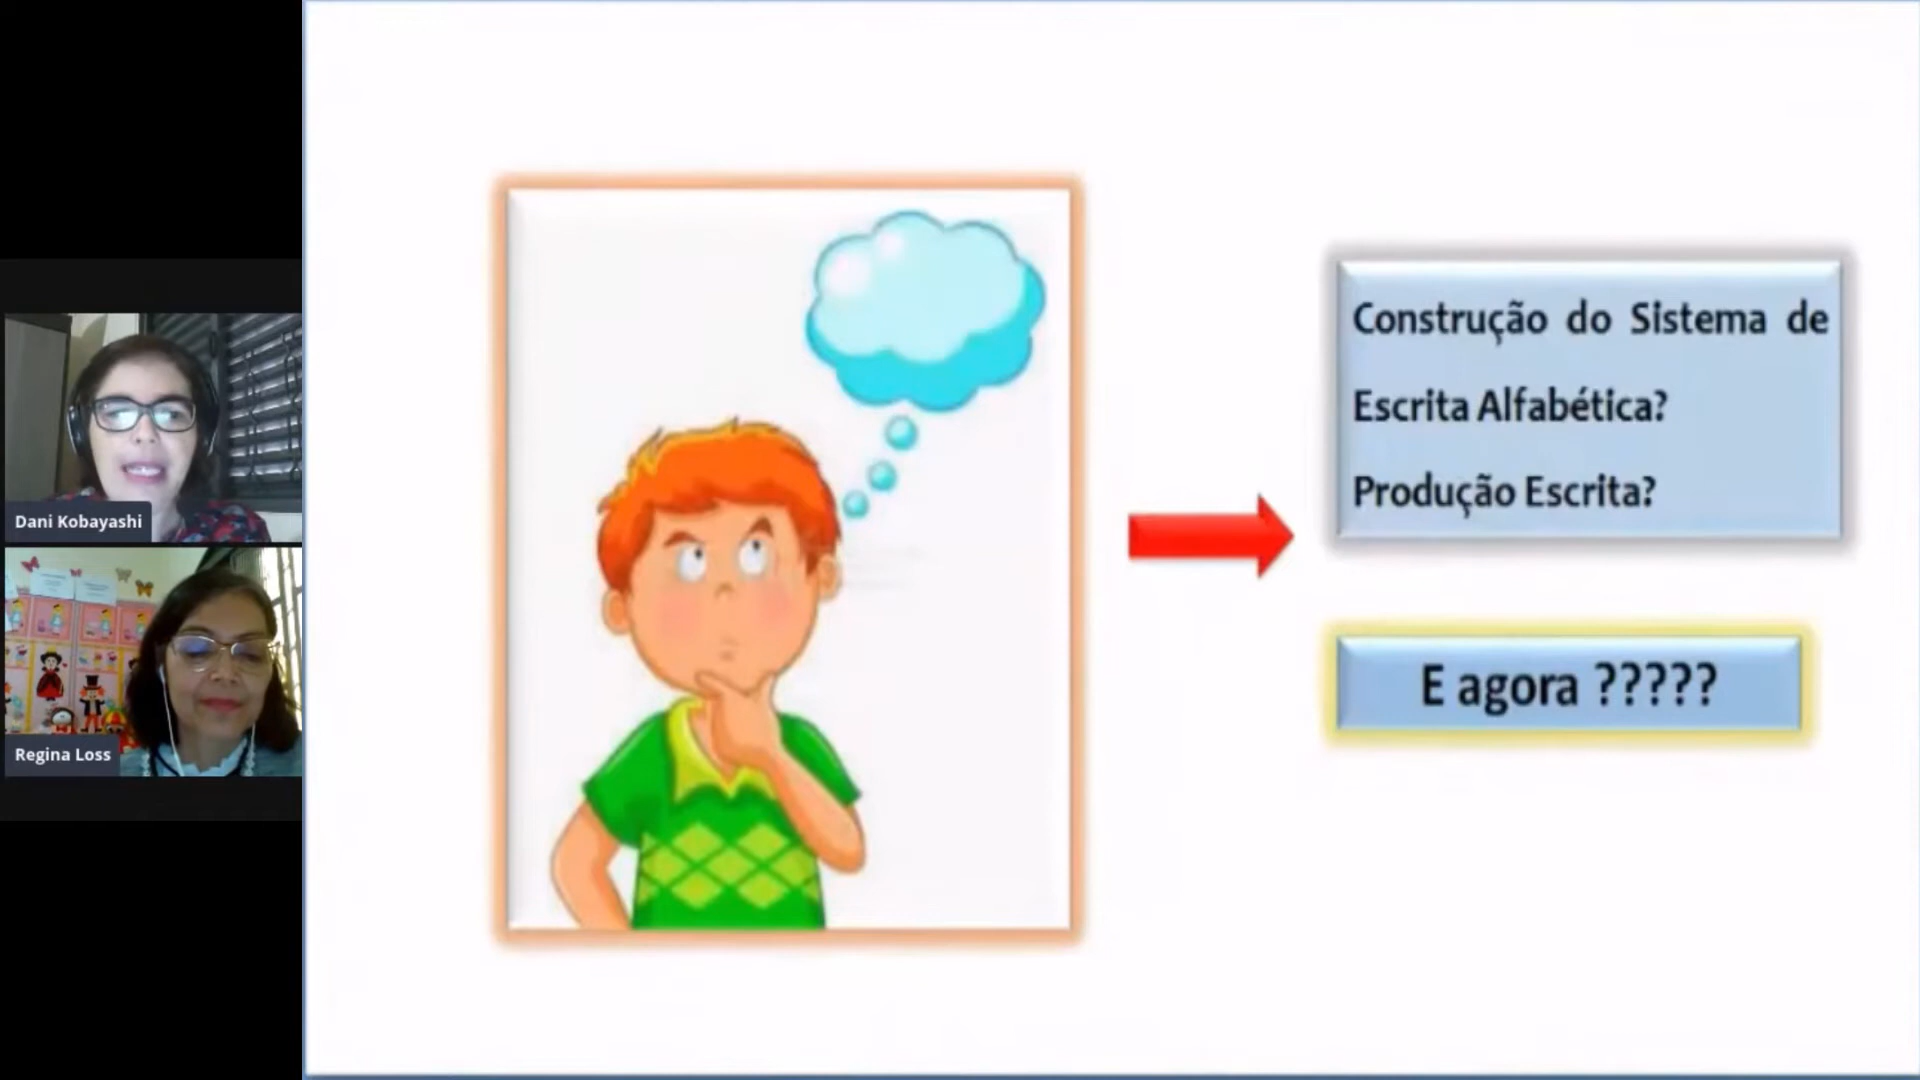 Dani Kobayashi
Regina Loss
Construção do Sistema de
Escrita Alfabética?
Produção Escrita?
E agora ?????